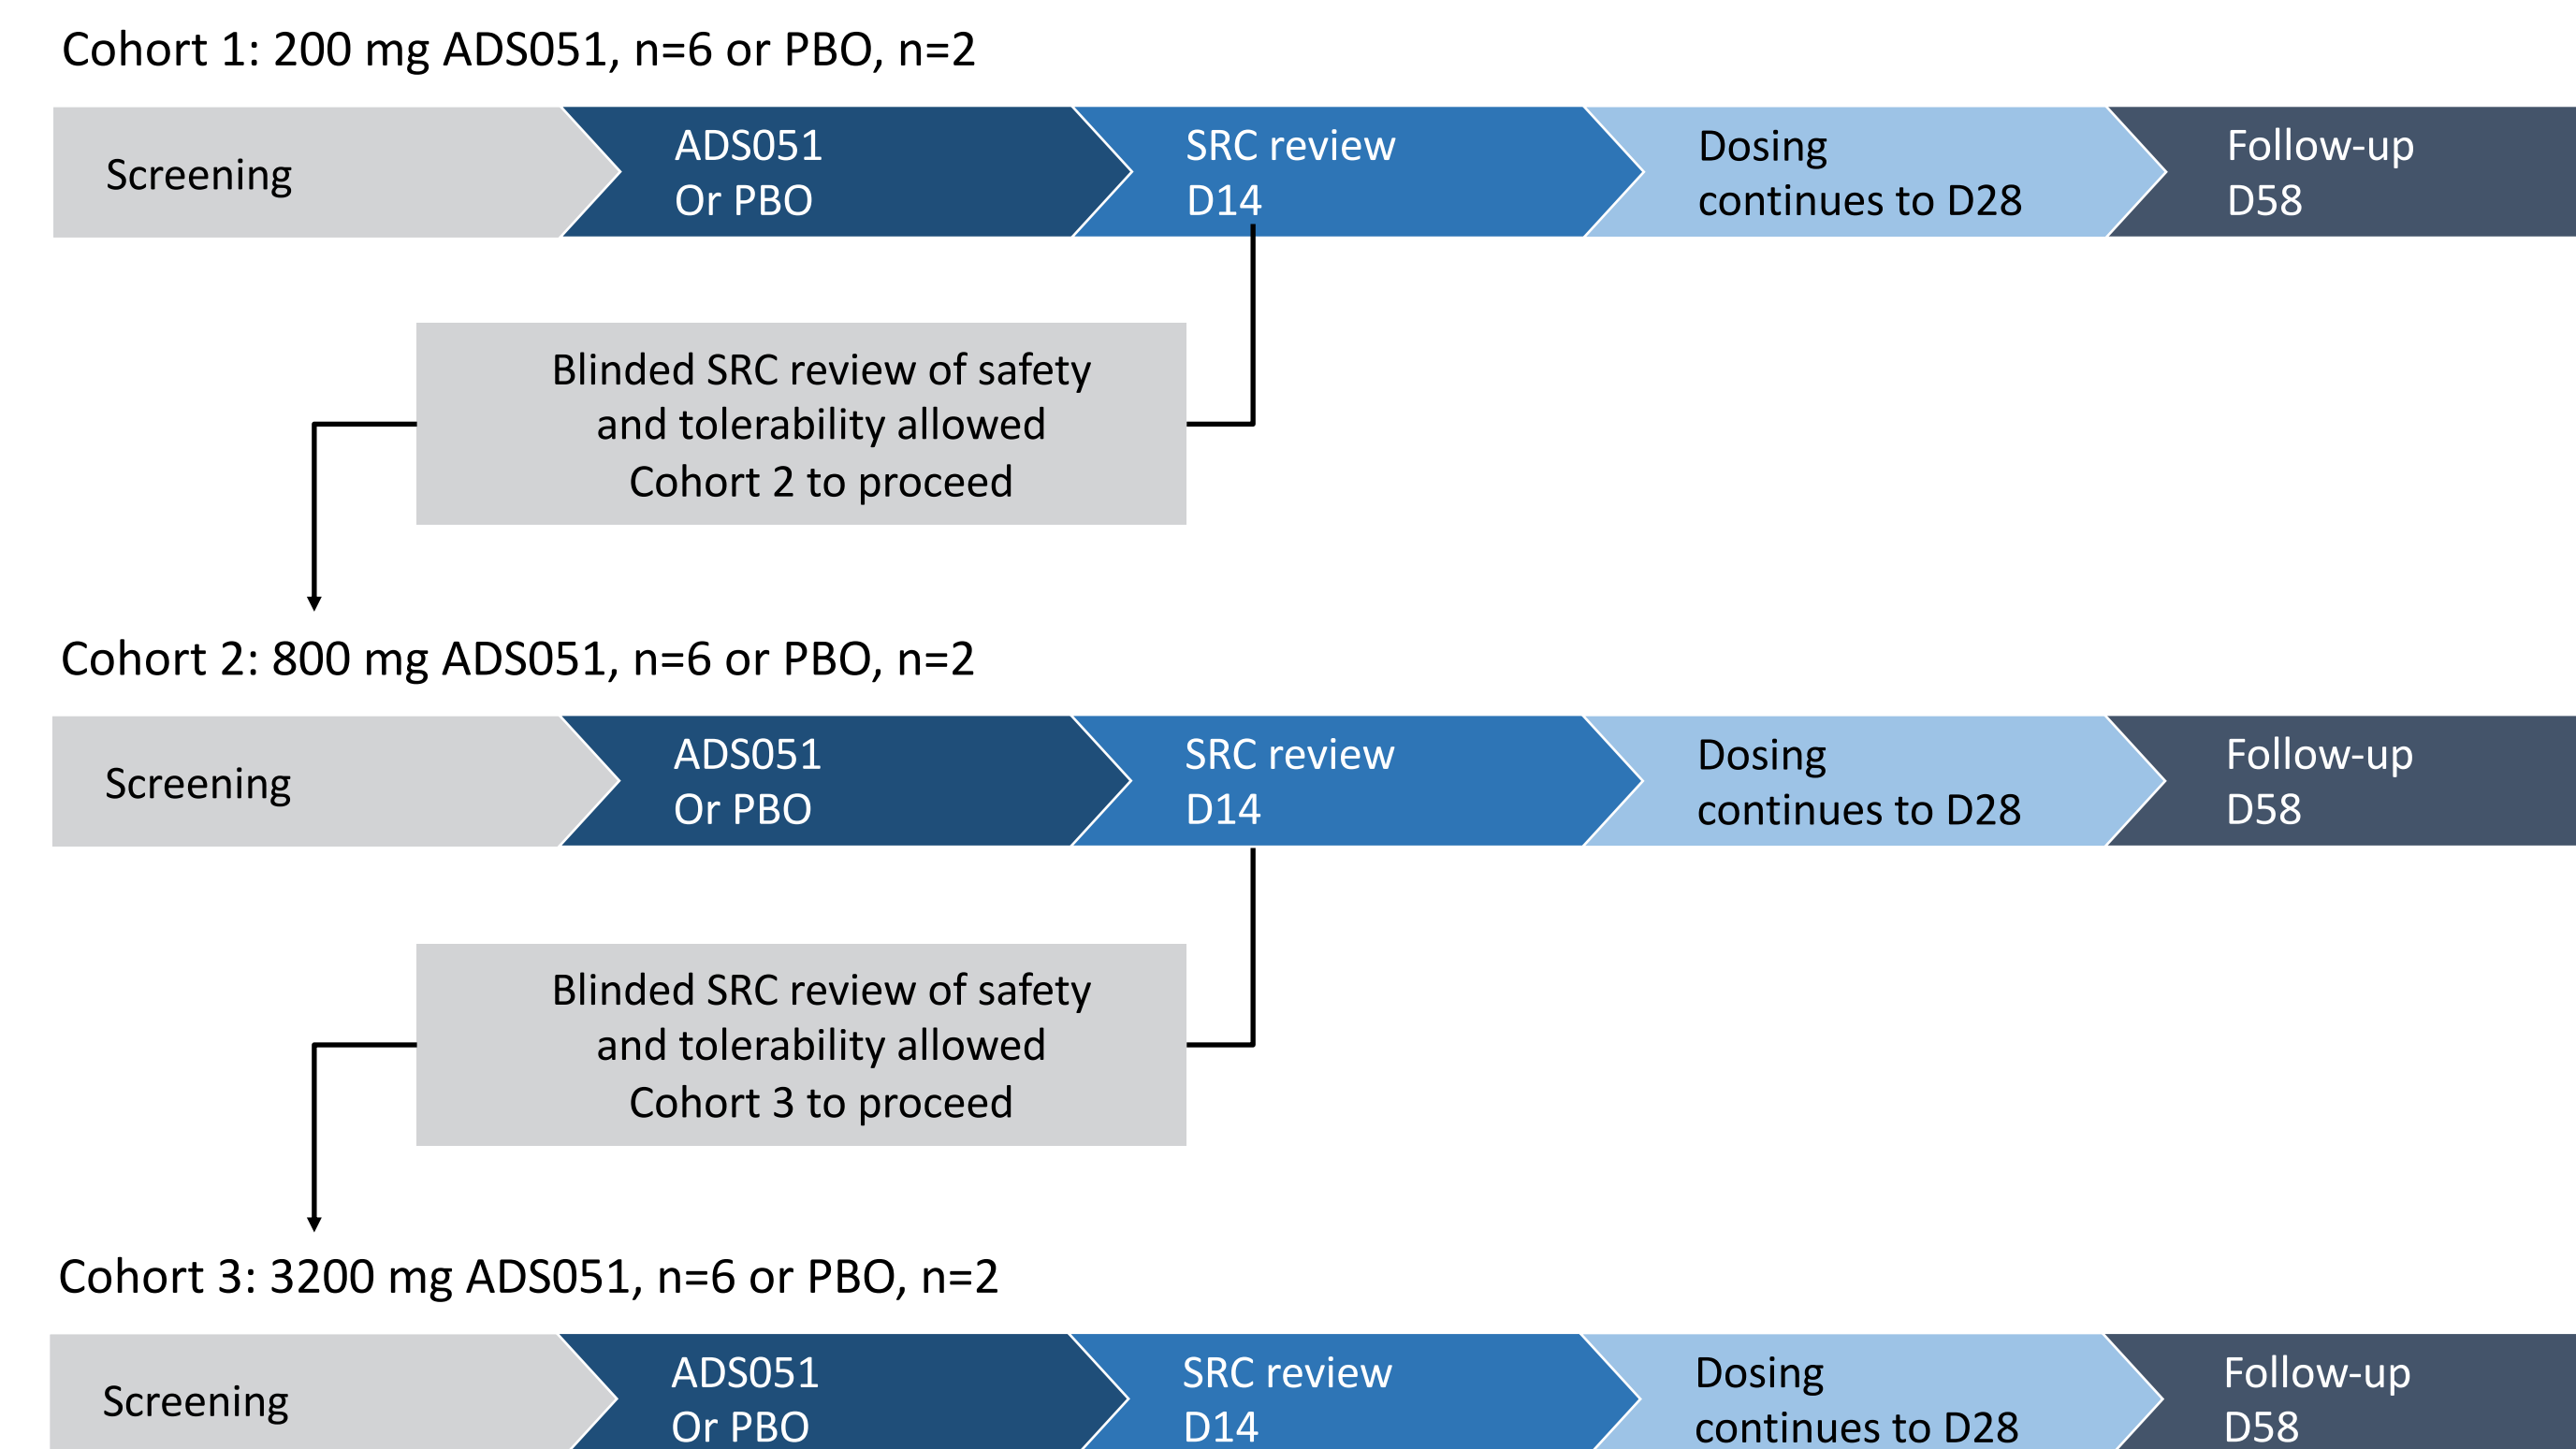 Cohort 1: 200 mg ADS051, n=6 or PBO, n=2
Screening
ADS051
Or PBO
SRC review
D14
Dosing
continues to D28
Follow-up
D58
Blinded SRC review of safety
and tolerability allowed
Cohort 2 to proceed
Cohort 2: 800 mg ADS051, n=6 or PBO, n=2
Screening
ADS051
Or PBO
SRC review
D14
Dosing
continues to D28
Follow-up
D58
Blinded SRC review of safety
and tolerability allowed
Cohort 3 to proceed
Cohort 3: 3200 mg ADS051, n=6 or PBO, n=2
Screening
ADS051
Or PBO
SRC review
D14
Dosing
continues to D28
Follow-up
D58